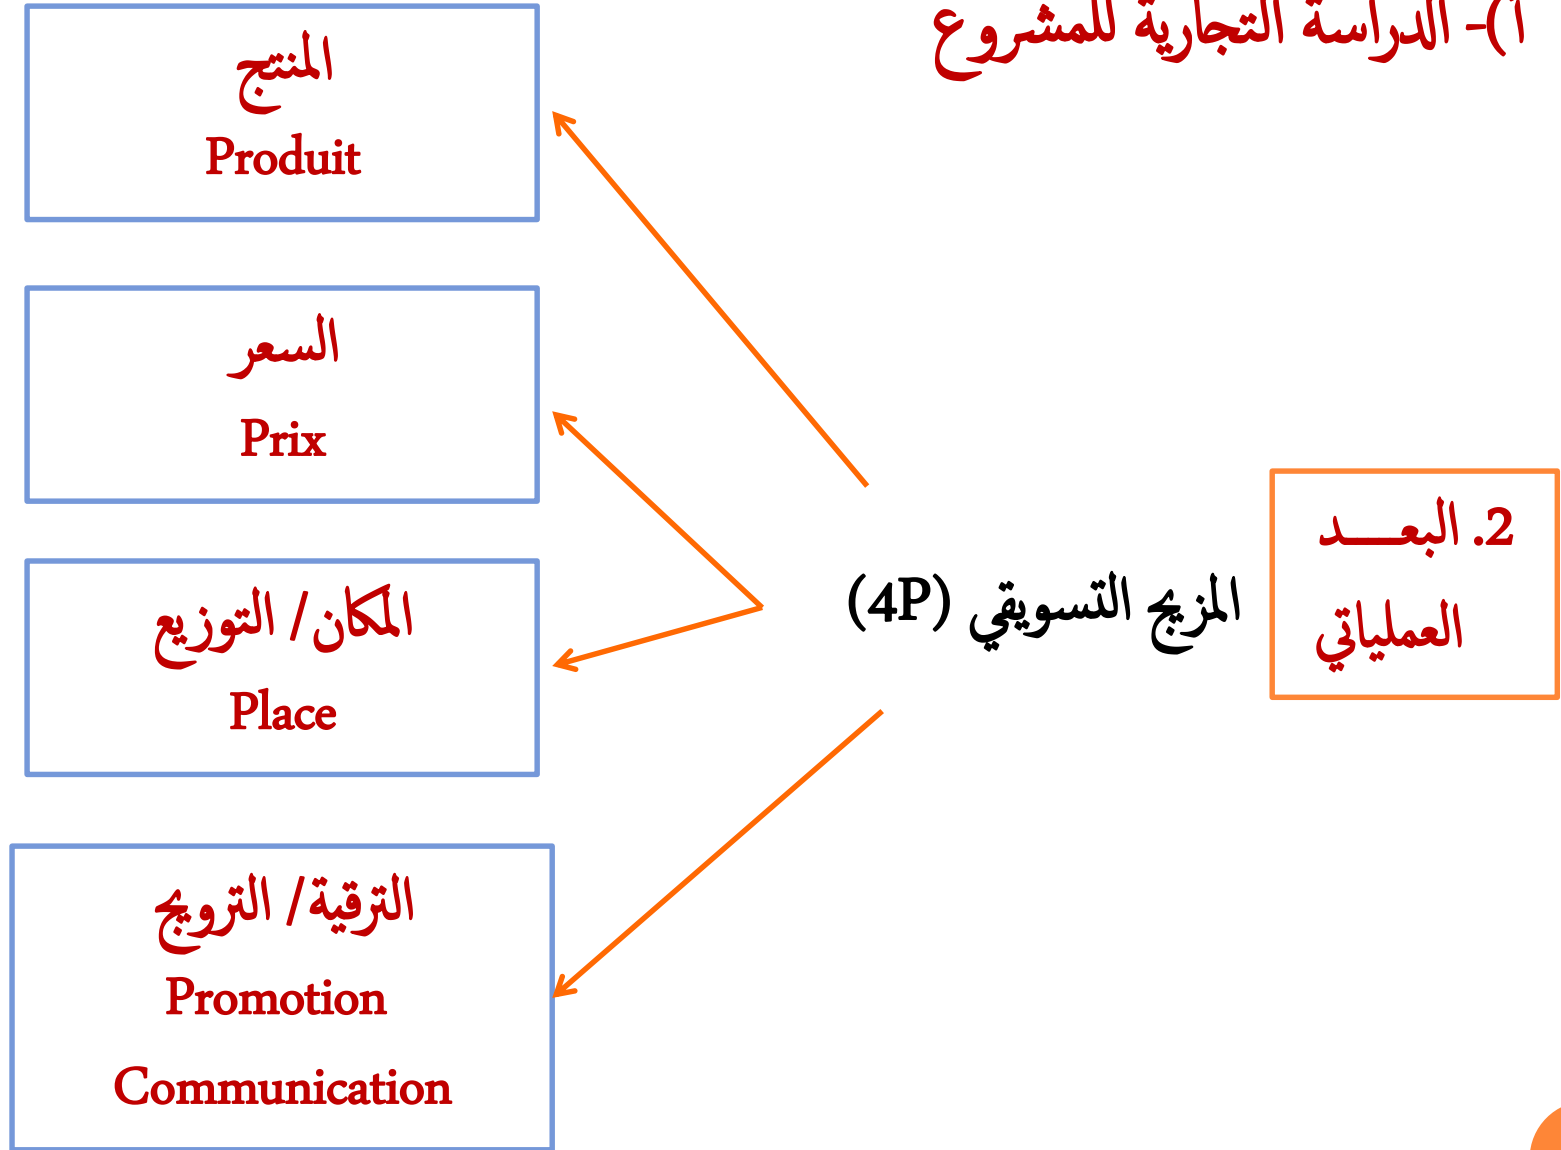 أ)- الدراسة التجارية للمشروع
2. البعـــد
العملياتي
المزيج التسويقي (4P)
المنتج
Produit
السعر
Prix
المكان/ التوزيع
Place
الترقية/ الترويج
Promotion
Communication